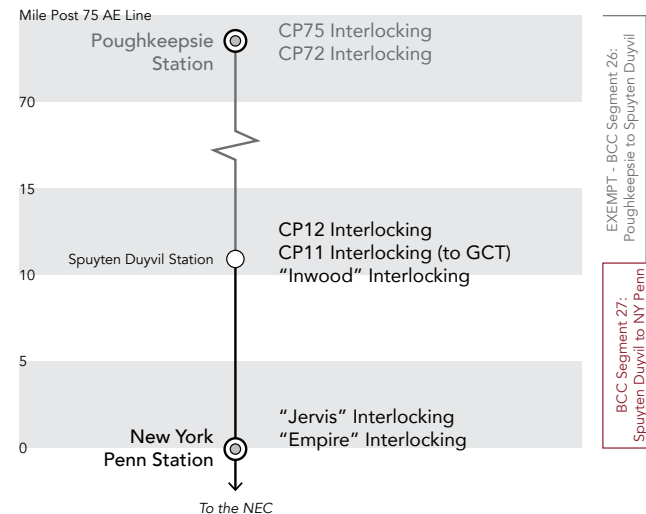 Mile Post 75 AE Line
Poughkeepsie
Station
CP75 Interlocking
CP72 Interlocking
70
15
CP12 Interlocking
CP11 Interlocking (to GCT)
“Inwood” Interlocking
Spuyten Duyvil Station
10
5
“Jervis” Interlocking
“Empire” Interlocking
New York
Penn Station
0
To the NEC
EXEMPT - BCC Segment 26:
Poughkeepsie to Spuyten Duyvil
BCC Segment 27:
Spuyten Duyvil to NY Penn